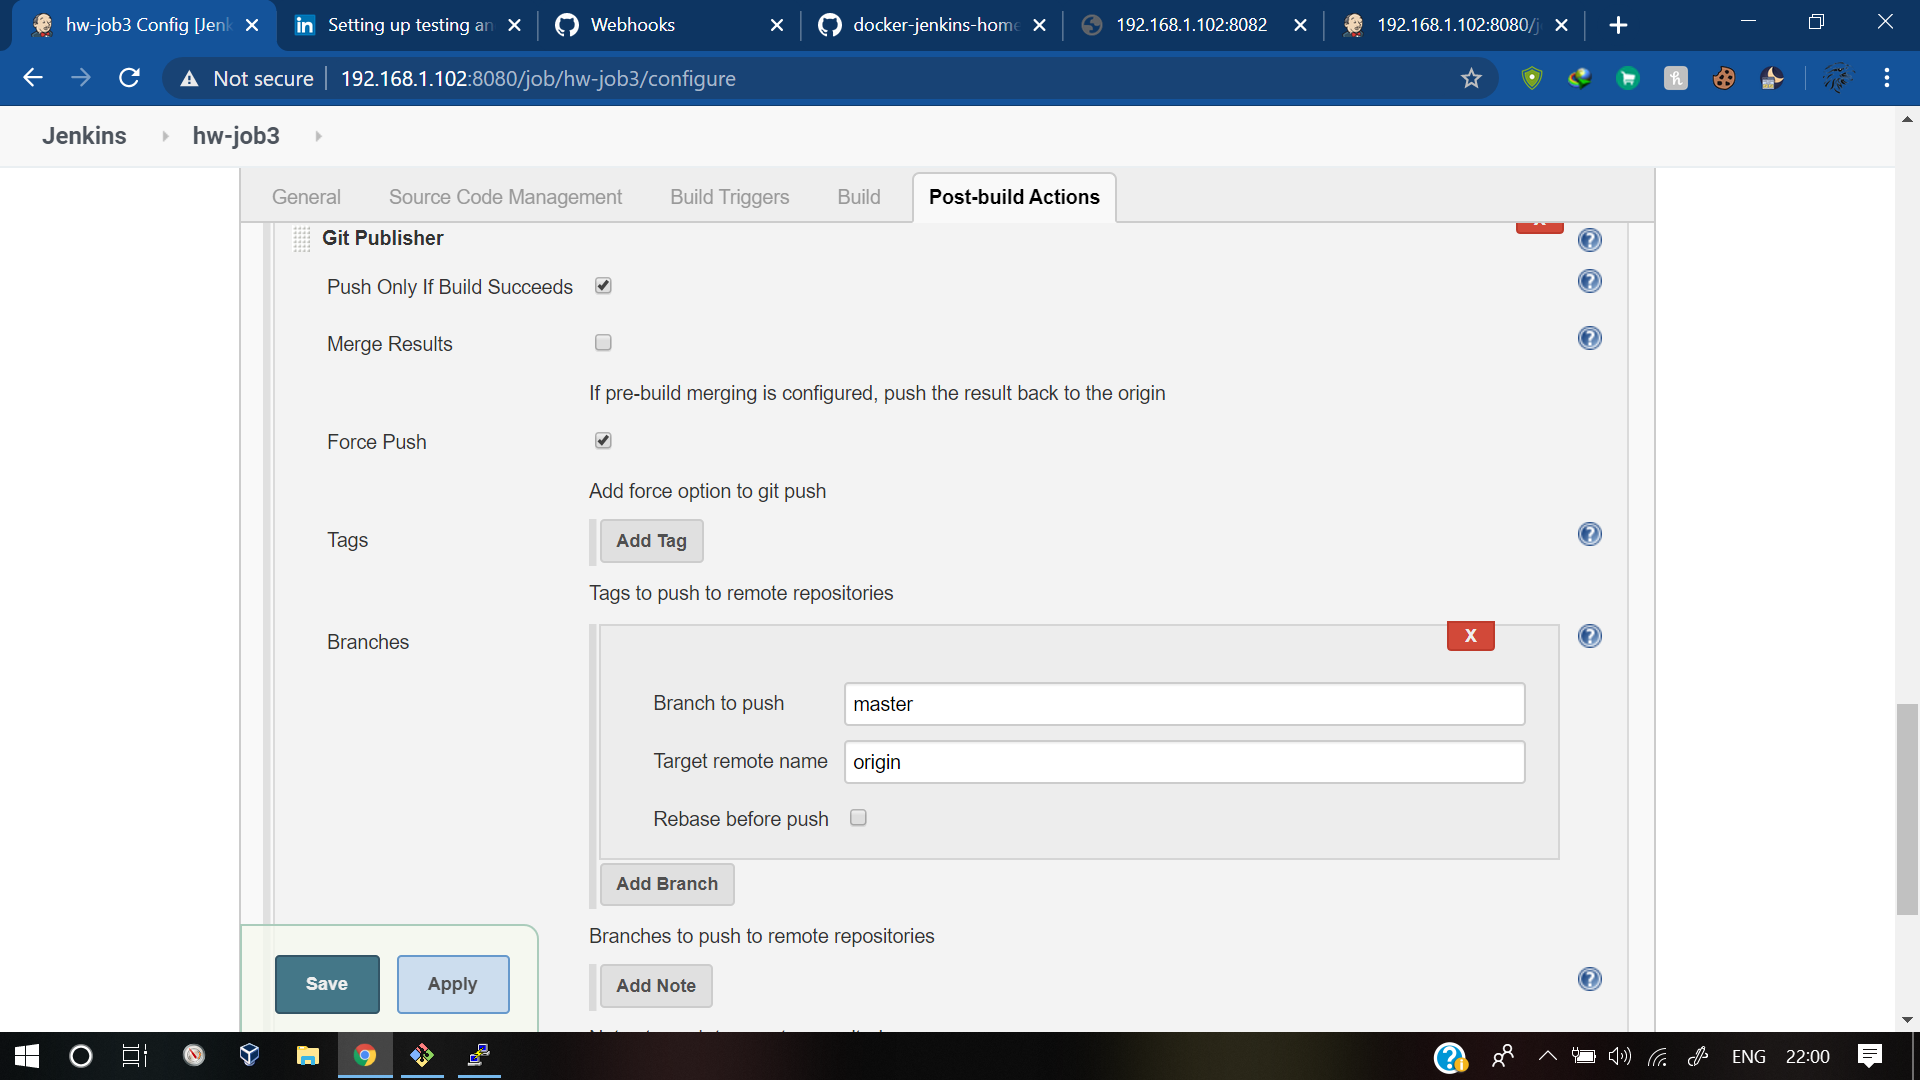 hw-job3 Config [Jenk
Setting up testing an
Webhooks
docker-jenkins-hom
192.168.1.102:8082
192.168.1.102:8080/j
Not secure
192.168.1.102:8080/job/hw-job3/configure
Jenkins
hw-job3
General
Source Code Management
Build Triggers
Build
Post-build Actions
Git Publisher
Push Only If Build Succeeds
Merge Results
If pre-build merging is configured, push the result back to the origin
Force Push
Add force option to git push
Tags
Add Tag
Tags to push to remote repositories
Branches
X
Branch to push
master
Target remote name
origin
Rebase before push
Add Branch
Branches to push to remote repositories
Save
Apply
Add Note
ENG
22:00